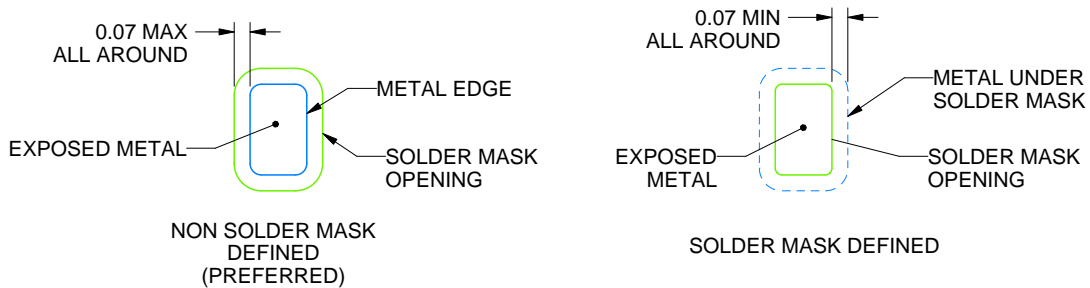 0.07 MAX
ALL AROUND
METAL EDGE
EXPOSED METAL
SOLDER MASK
OPENING
NON SOLDER MASK
DEFINED
(PREFERRED)
0.07 MIN
ALL AROUND
METAL UNDER
SOLDER MASK
EXPOSED
METAL
SOLDER MASK
OPENING
SOLDER MASK DEFINED